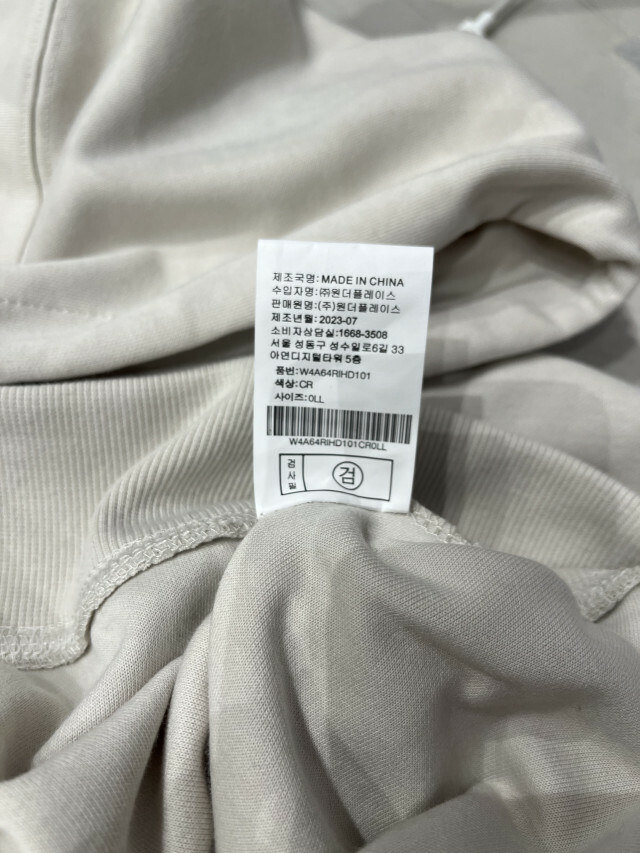 제조국명: MADE IN CHINA
수입자명: ㈜원더플레이스
판매원명:(주)원더플레이스
제조년월: 2023-07
소비자상담실:1668-3508
서울 성동구 성수일로6길 33
아연디지털타워 5층
품번: W4A64RIHD101
색상: CR
사이즈: 0LL
W4A64RIHD101CR0LL
검사필
검